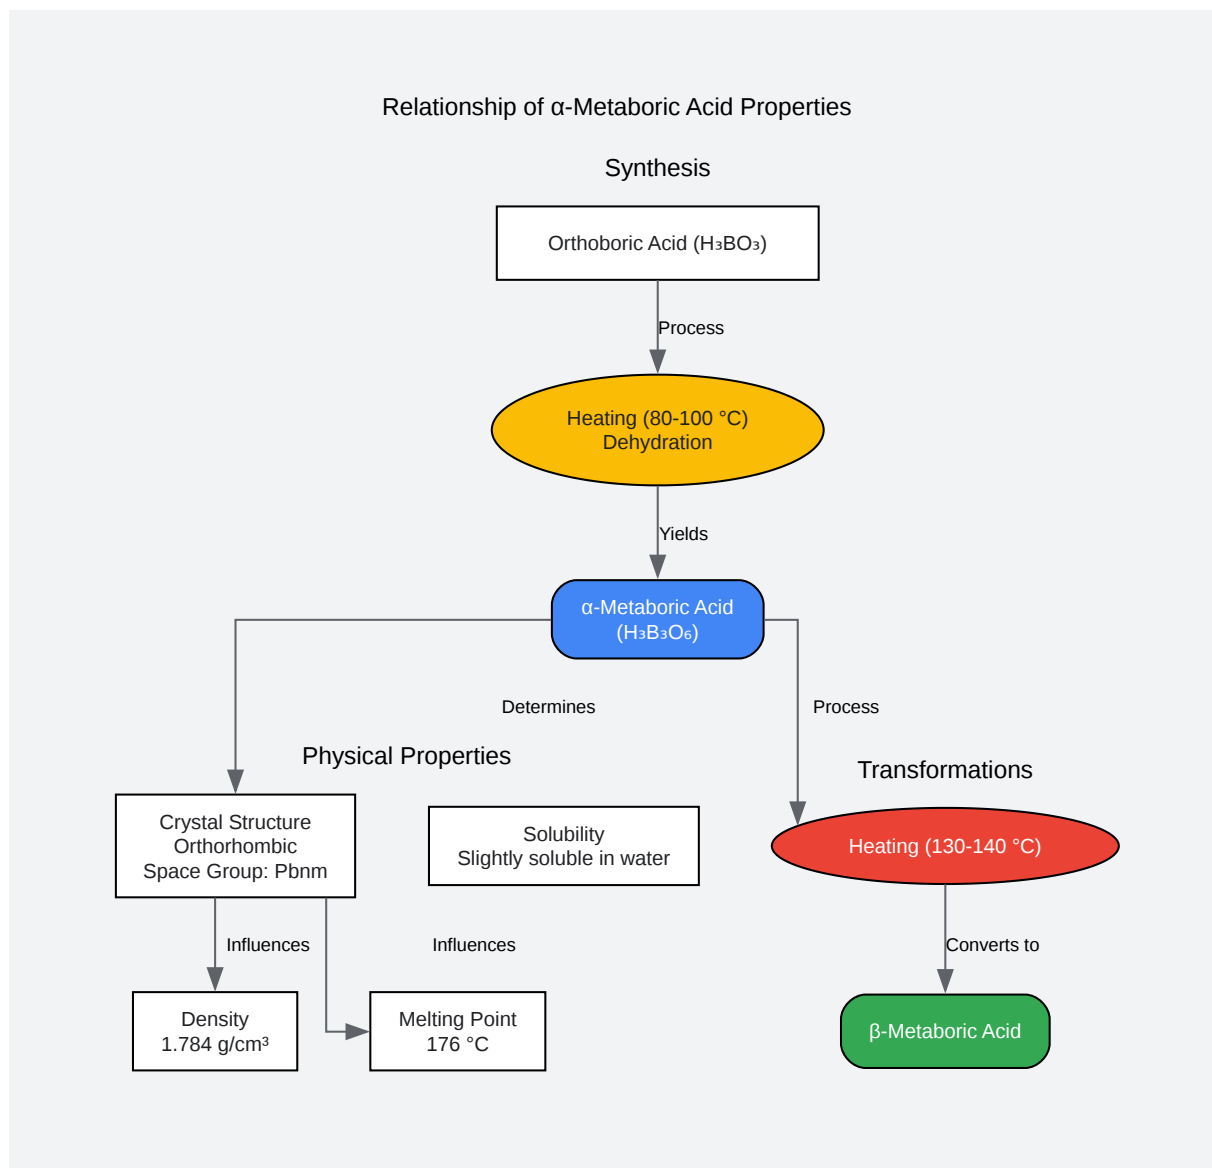 Relationship of α-Metaboric Acid Properties
Synthesis
Orthoboric Acid (H₃BO₃)
Process
Heating (80-100 °C)
Dehydration
Yields
α-Metaboric Acid
(H₃B₃O₆)
Determines
Process
Physical Properties
Transformations
Crystal Structure
Orthorhombic
Space Group: Pbnm
Solubility
Slightly soluble in water
Heating (130-140 °C)
Influences
Influences
Converts to
Density
1.784 g/cm³
Melting Point
176 °C
β-Metaboric Acid